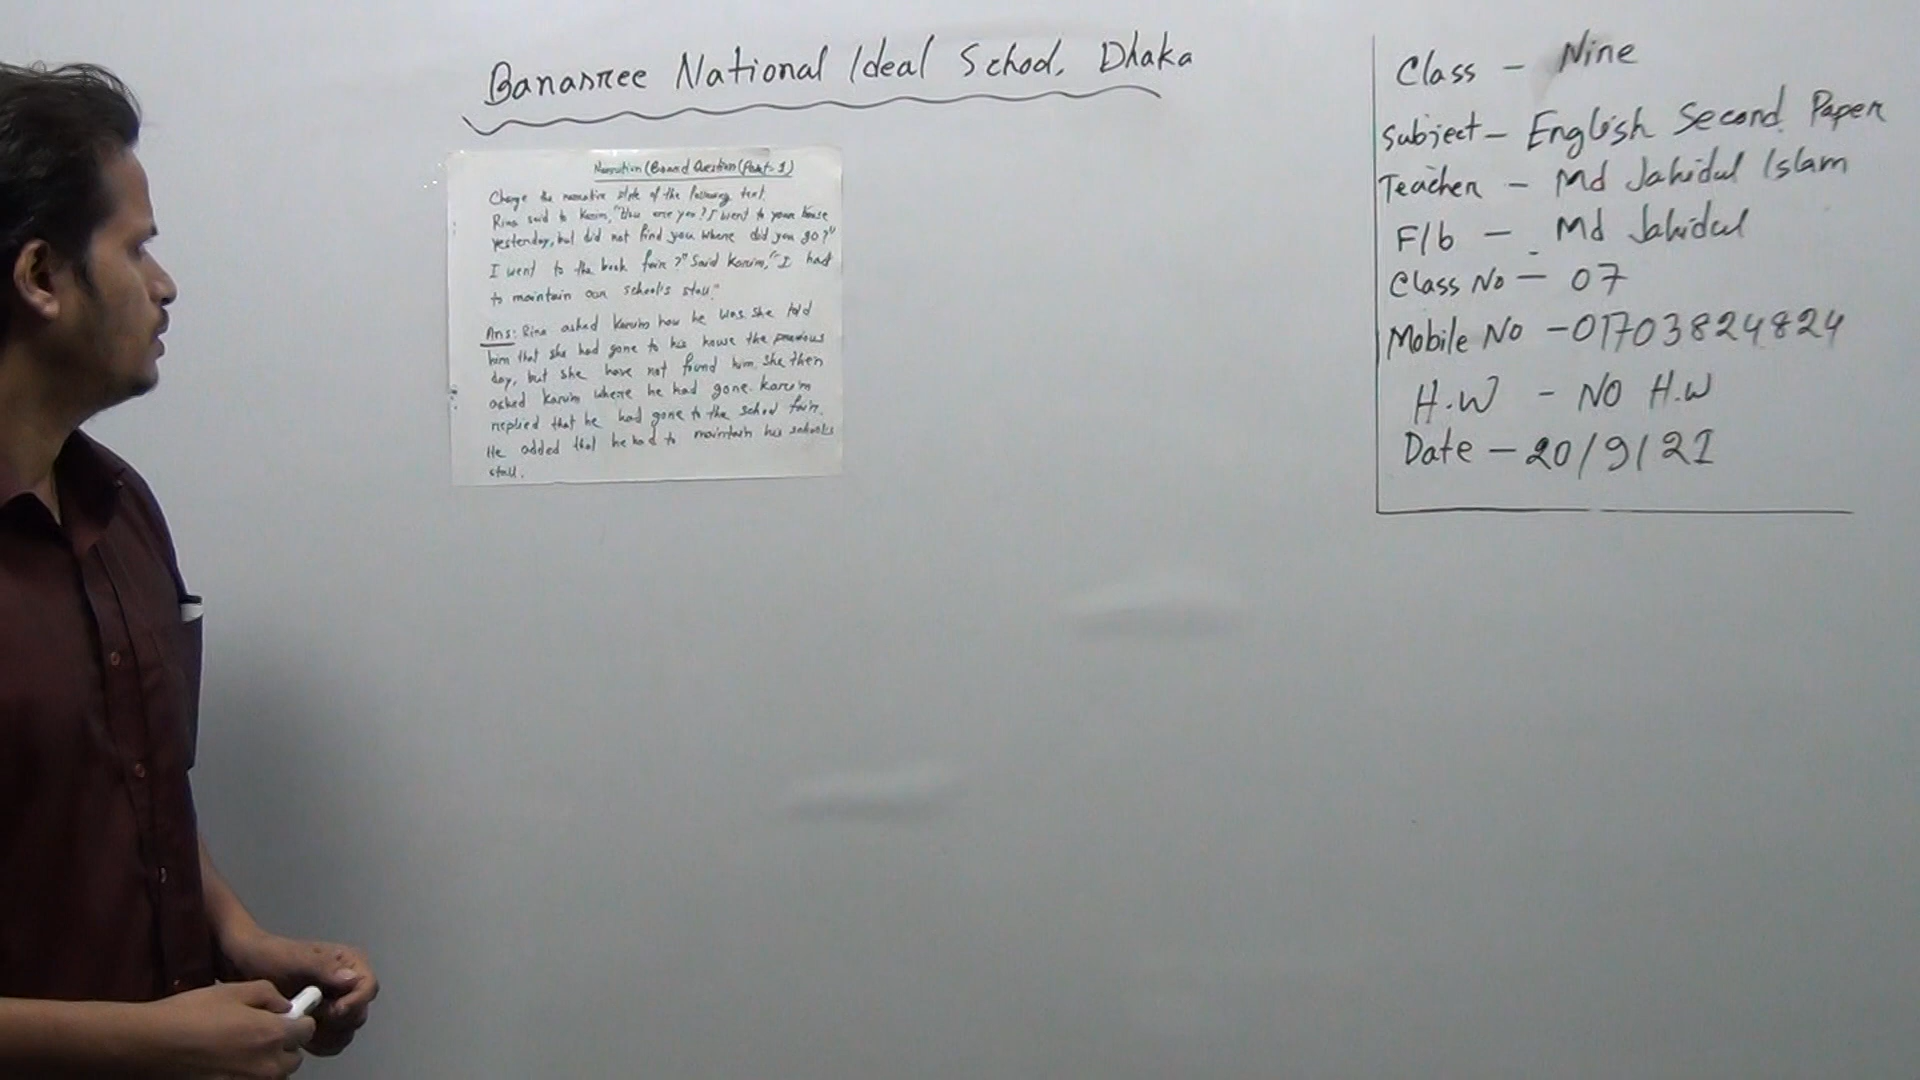 Banasree National Ideal School, Dhaka
Narration (Board Question (Part-1)
Change the narrative style of the following text.
Rina said to Karim, "How are you? I went to your house
yesterday, but did not find you where did you go?"
I went to the book fair ?" Said Karim, "I had
to maintain our school's stall."
Ans: Rina asked Karim how he was. She told
him that she had gone to his house the previous
day, but she have not found him. She then
asked Karim where he had gone. Karim
replied that he had gone to the school fair.
He added that he had to maintain his school's
stall.
Class - Nine
Subject - English Second Paper
Teacher - Md Jahidul Islam
F/b - Md Jahidul
Class No - 07
Mobile No - 01703824824
H.W - NO H.W
Date - 20/9/21